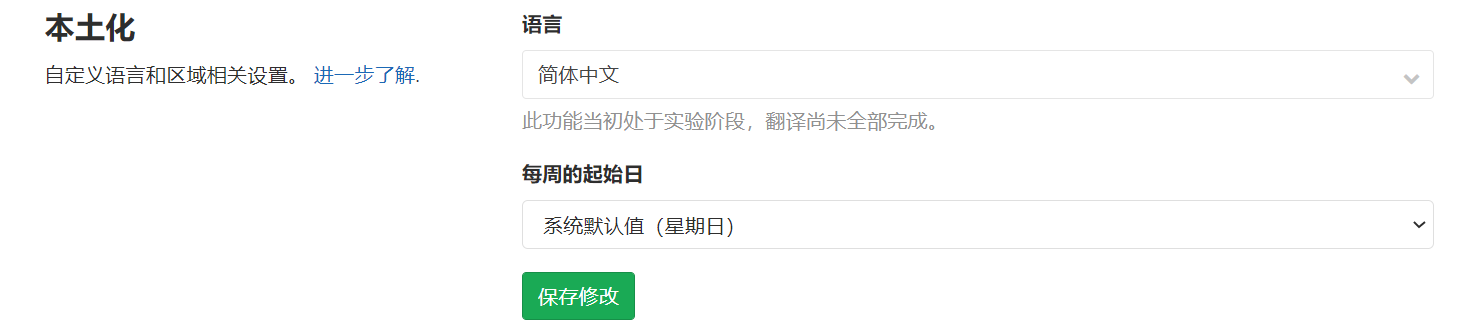 本土化
自定义语言和区域相关设置。 进一步了解.
语言
简体中文
此功能当初处于实验阶段，翻译尚未全部完成。
每周的起始日
系统默认值（星期日）
保存修改